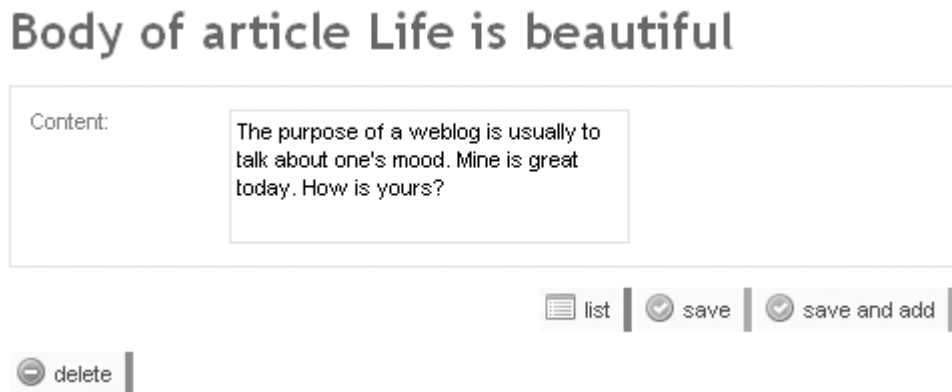 Body of article Life is beautiful
Content:
The purpose of a weblog is usually to
talk about one's mood. Mine is great
today. How is yours?
list save save and add
delete